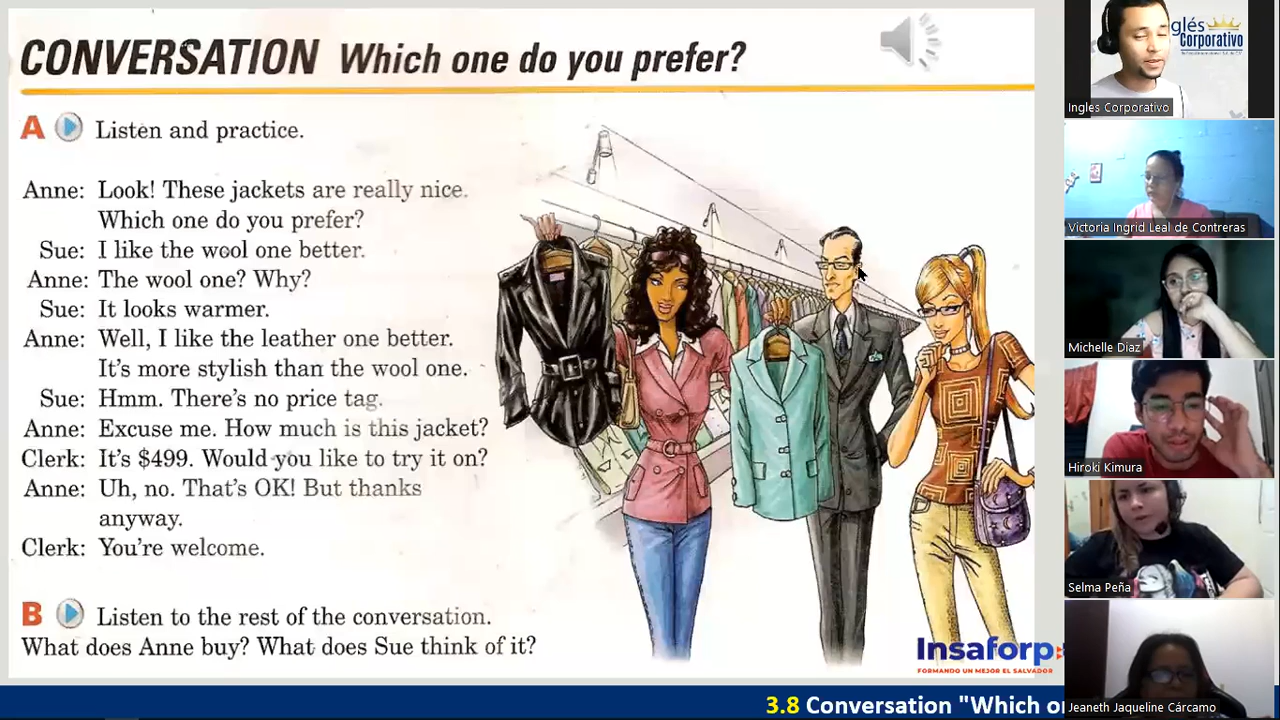 CONVERSATION Which one do you prefer?
A Listen and practice.
Anne: Look! These jackets are really nice.
Which one do you prefer?
Sue: I like the wool one better.
Anne: The wool one? Why?
Sue: It looks warmer.
Anne: Well, I like the leather one better.
It's more stylish than the wool one.
Sue: Hmm. There's no price tag.
Anne: Excuse me. How much is this jacket?
Clerk: It's $499. Would you like to try it on?
Anne: Uh, no. That's OK! But thanks
anyway.
Clerk: You're welcome.
B Listen to the rest of the conversation.
What does Anne buy? What does Sue think of it?
Insaforp
FORMANDO UN MEJOR EL SALVADOR
3.8 Conversation "Which o
glés
Corporativo
Ingles Corporativo
Victoria Ingrid Leal de Contreras
Michelle Diaz
Hiroki Kimura
Selma Peña
Jeaneth Jaqueline Cárcamo